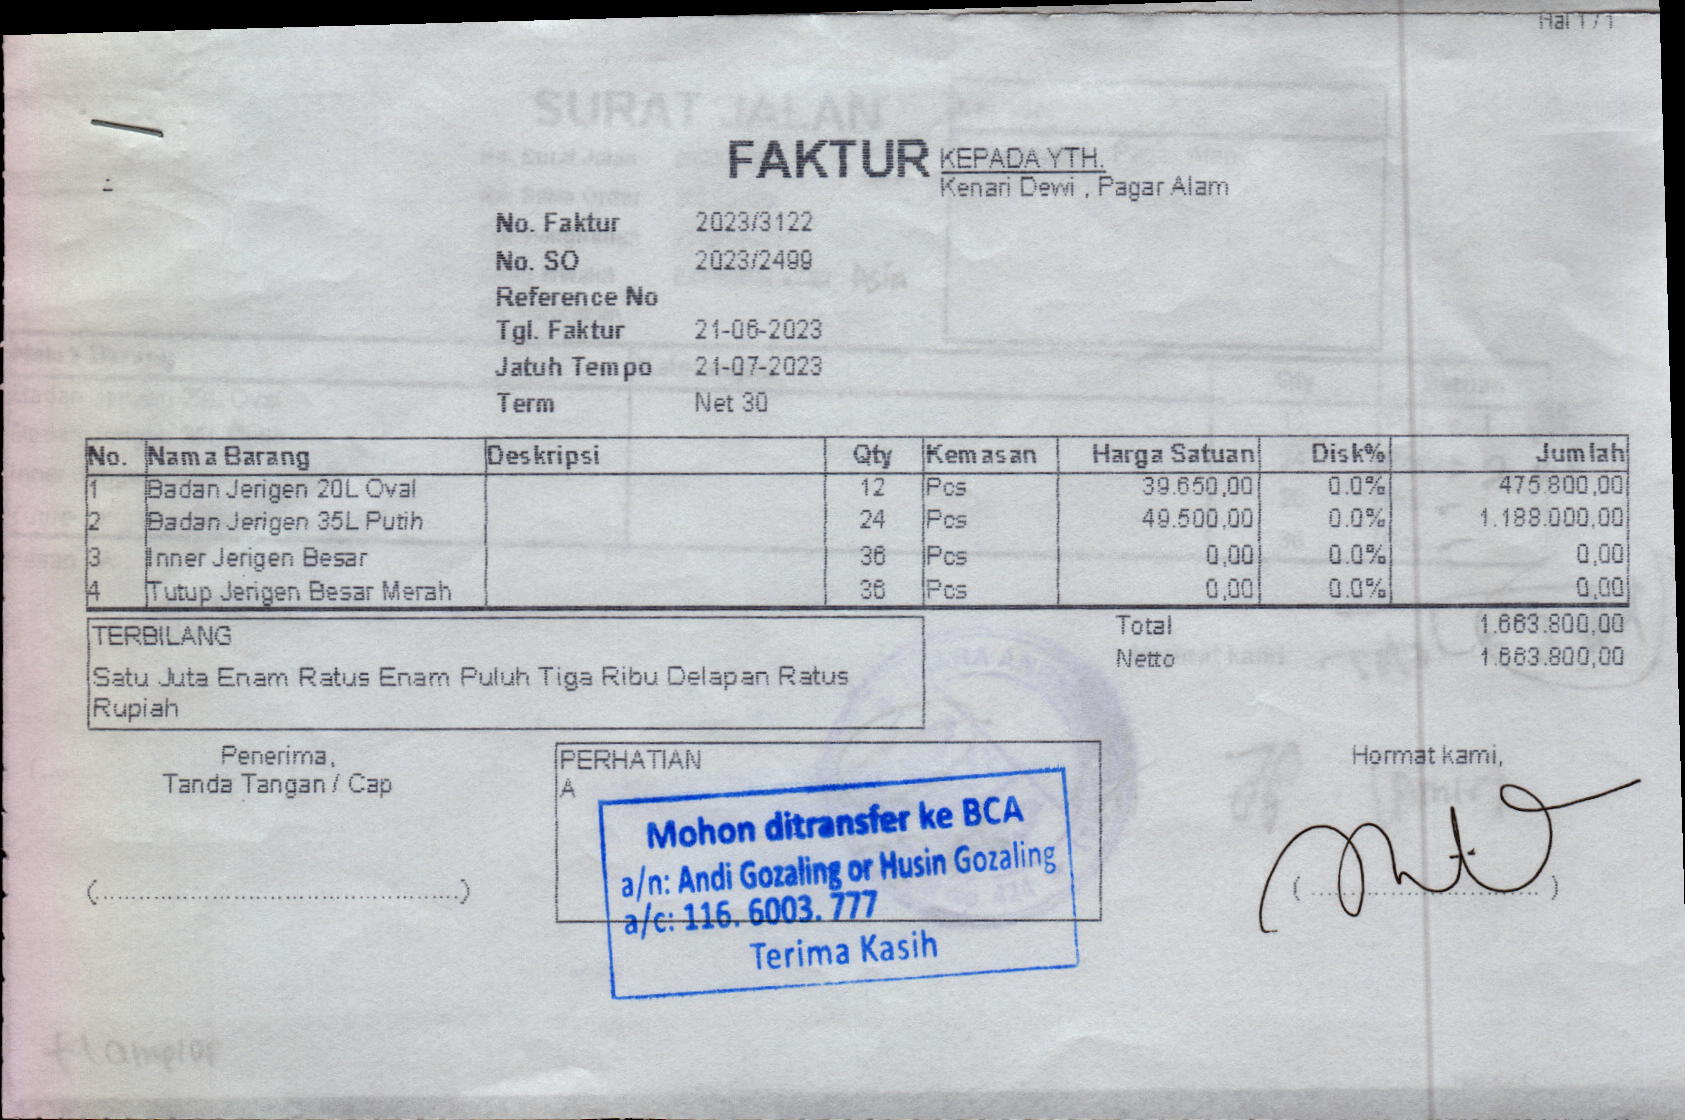 Hal 1 / 1
SURAT JALAN
FAKTUR
KEPADA YTH.
Kenari Dewi , Pagar Alam
No. Faktur 2023/3122
No. SO 2023/2499
Reference No
Tgl. Faktur 21-06-2023
Jatuh Tempo 21-07-2023
Term Net 30
No. Nama Barang Deskripsi Qty Kemasan Harga Satuan Disk% Jumlah
1 Badan Jerigen 20L Oval 12 Pcs 39.650,00 0.0% 475.800,00
2 Badan Jerigen 35L Putih 24 Pcs 49.500,00 0.0% 1.188.000,00
3 Inner Jerigen Besar 36 Pcs 0,00 0.0% 0,00
4 Tutup Jerigen Besar Merah 36 Pcs 0,00 0.0% 0,00
Total 1.663.800,00
Netto 1.663.800,00
TERBILANG
Satu Juta Enam Ratus Enam Puluh Tiga Ribu Delapan Ratus
Rupiah
Penerima,
Tanda Tangan / Cap
(..................................................)
PERHATIAN
A
Mohon ditransfer ke BCA
a/n: Andi Gozaling or Husin Gozaling
a/c: 116. 6003. 777
Terima Kasih
Hormat kami,
(..................................)